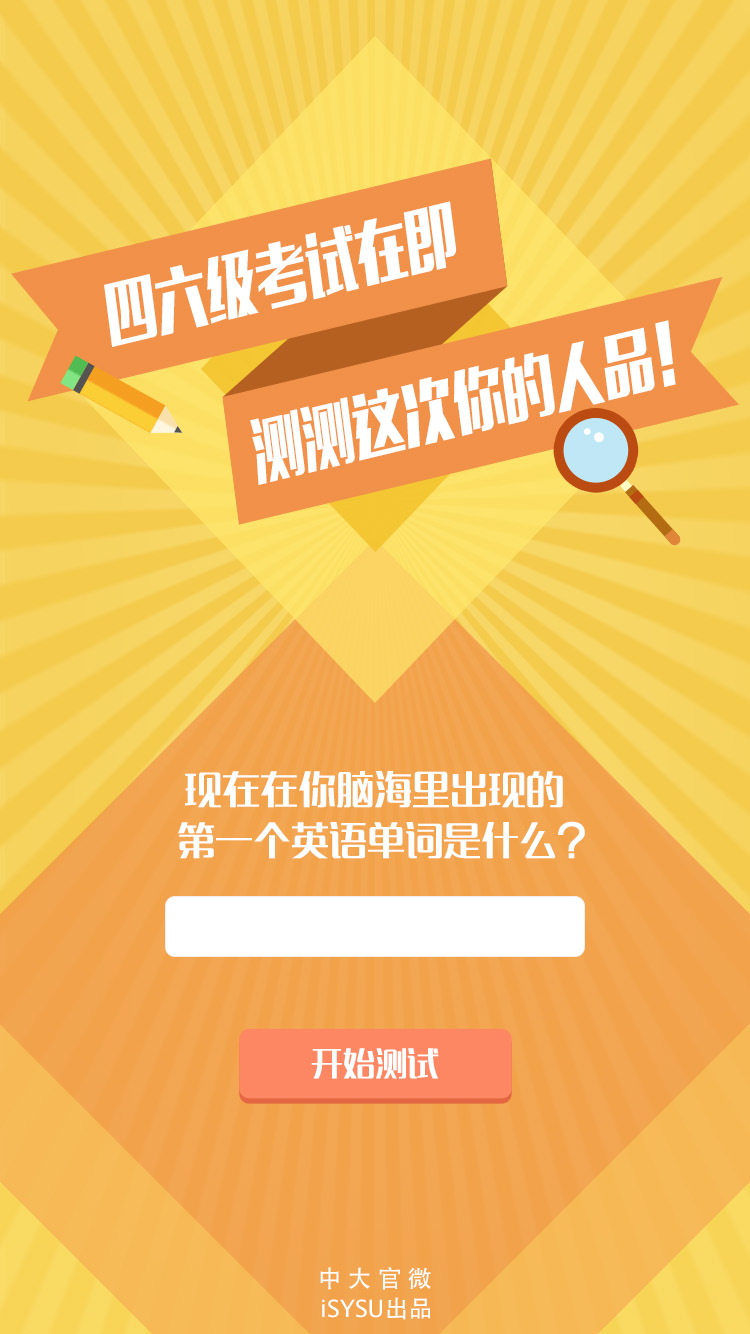 四六级考试在即
测测这次你的人品！
现在在你脑海里出现的
第一个英语单词是什么？
开始测试
中大官微
iSYSU出品